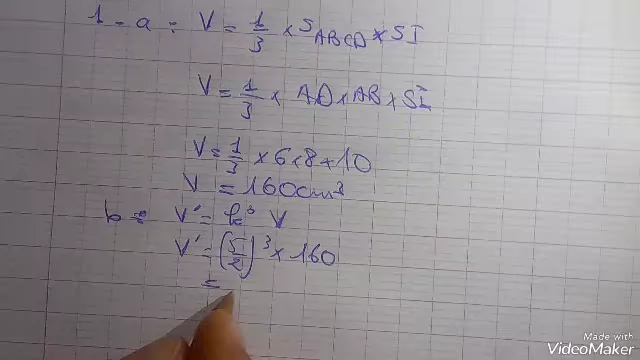 1 - a : V = 1/3 × S ABCD × SI
V = 1/3 × AD × AB × SI
V = 1/3 × 6 × 8 × 10
V = 160 cm³
b : V' = k³ V
V' = (5/2)³ × 160
=
Made with
VideoMaker